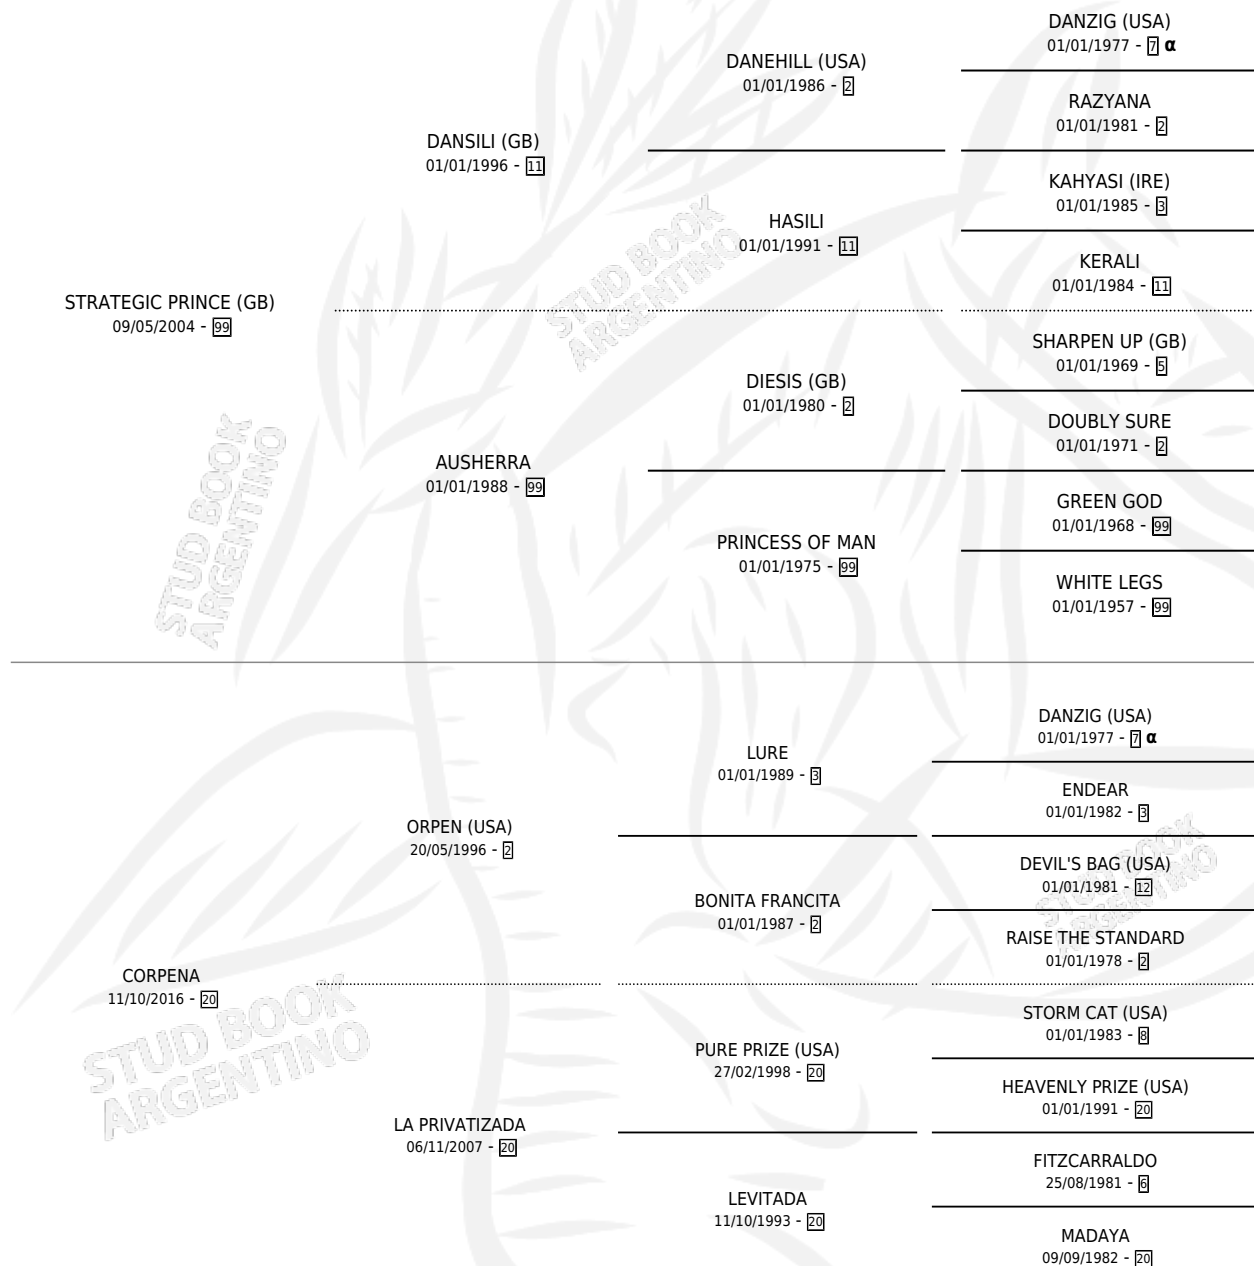 DANZIG (USA)
01/01/1977 - 7 α
DANEHILL (USA)
01/01/1986 - 2
RAZYANA
01/01/1981 - 2
DANSILI (GB)
01/01/1996 - 11
KAHYASI (IRE)
01/01/1985 - 3
HASILI
01/01/1991 - 11
KERALI
01/01/1984 - 11
STRATEGIC PRINCE (GB)
09/05/2004 - 99
SHARPEN UP (GB)
01/01/1969 - 5
DIESIS (GB)
01/01/1980 - 2
DOUBLY SURE
01/01/1971 - 2
AUSHERRA
01/01/1988 - 99
GREEN GOD
01/01/1968 - 99
PRINCESS OF MAN
01/01/1975 - 99
WHITE LEGS
01/01/1957 - 99
DANZIG (USA)
01/01/1977 - 7 α
LURE
01/01/1989 - 3
ENDEAR
01/01/1982 - 3
ORPEN (USA)
20/05/1996 - 2
DEVIL'S BAG (USA)
01/01/1981 - 12
BONITA FRANCITA
01/01/1987 - 2
RAISE THE STANDARD
01/01/1978 - 2
CORPENA
11/10/2016 - 20
STORM CAT (USA)
01/01/1983 - 8
PURE PRIZE (USA)
27/02/1998 - 20
HEAVENLY PRIZE (USA)
01/01/1991 - 20
LA PRIVATIZADA
06/11/2007 - 20
FITZCARRALDO
25/08/1981 - 6
LEVITADA
11/10/1993 - 20
MADAYA
09/09/1982 - 20
STUD BOOK
ARGENTINO
STUD BOOK
ARGENTINO
STUD BOOK
ARGENTINO
STUD BOOK
ARGENTINO